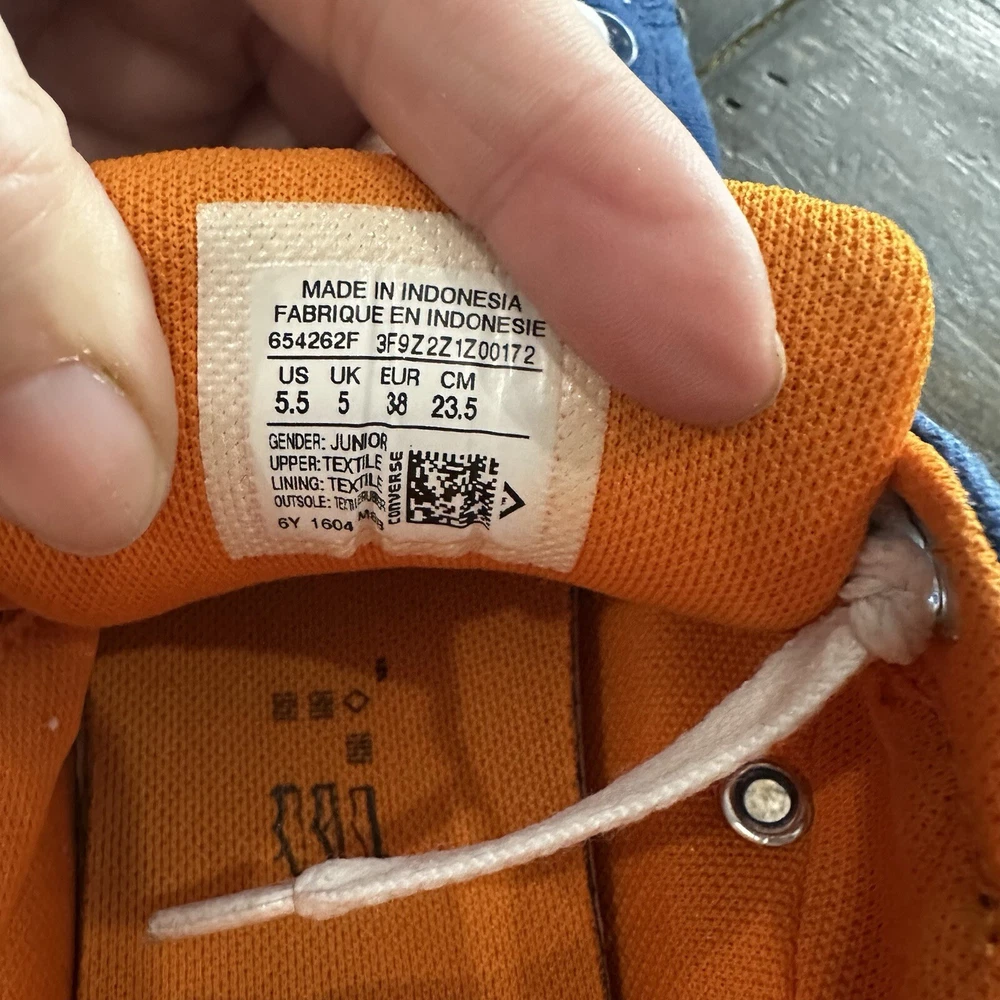 MADE IN INDONESIA
FABRIQUE EN INDONESIE
654262F 3F9Z2Z1Z00172
US UK EUR CM
5.5 5 38 23.5
GENDER: JUNIOR
UPPER: TEXTILE
LINING: TEXTILE
OUTSOLE:
CONVERSE
6Y 1604